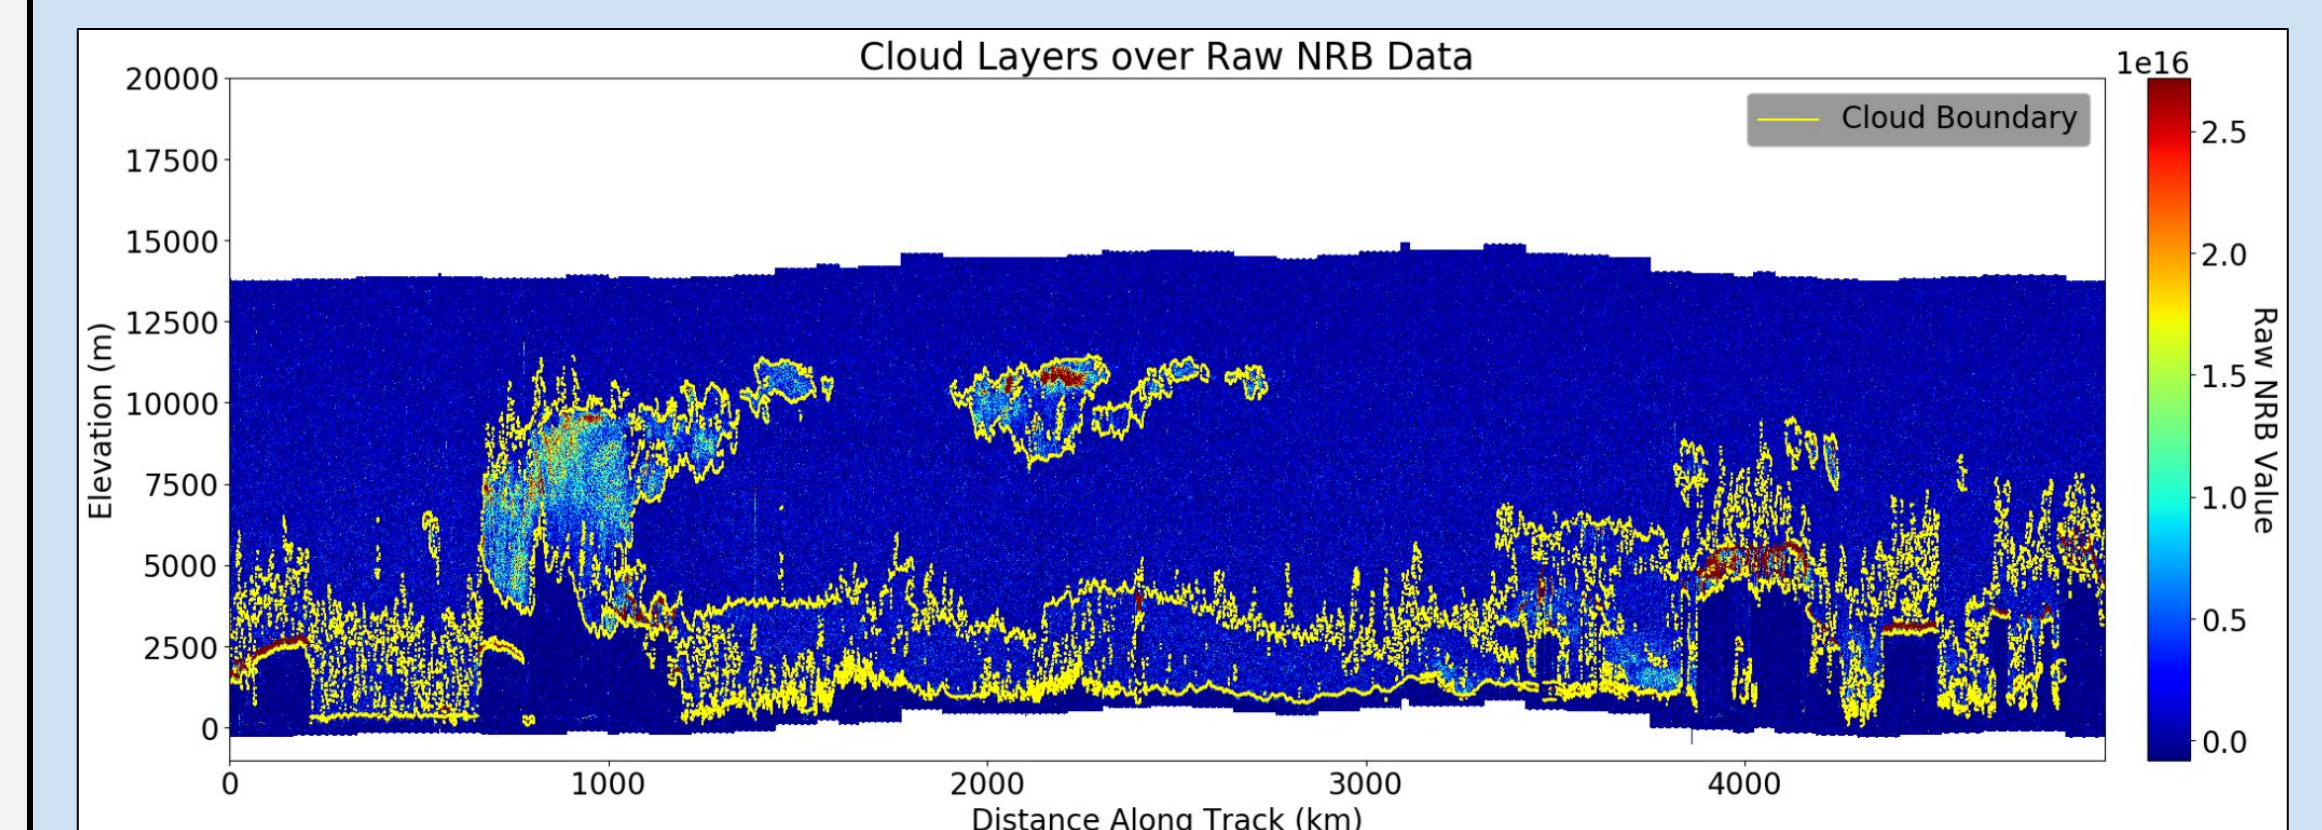 Cloud Layers over Raw NRB Data
1e16
20000
17500
15000
12500
10000
7500
5000
2500
0
Elevation (m)
Cloud Boundary
2.5
2.0
1.5
1.0
0.5
0.0
Raw NRB Value
0 1000 2000 3000 4000
Distance Along Track (km)